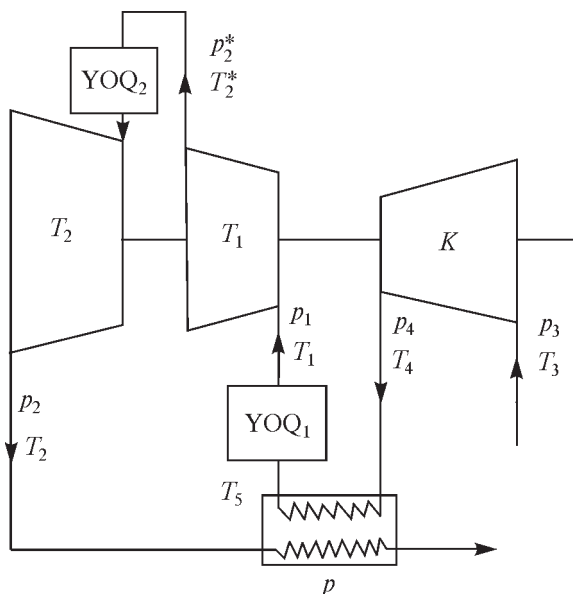 p₂*
T₂*
YOQ₂
T₂
T₁
K
p₁
T₁
p₄
T₄
p₃
T₃
p₂
T₂
YOQ₁
T₅
p